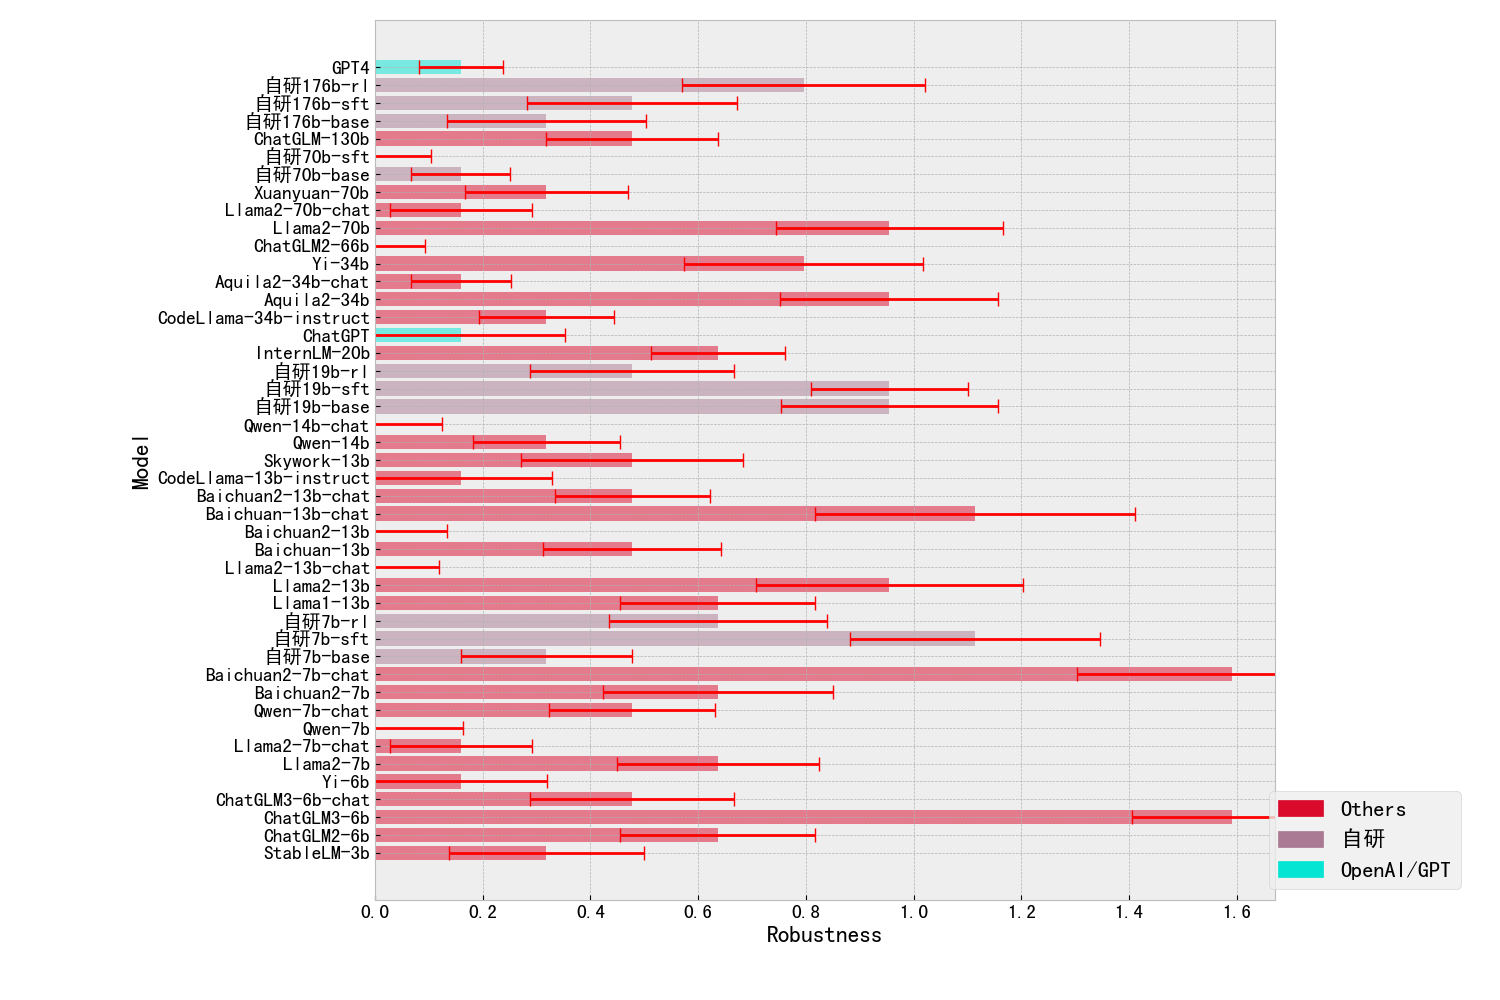 GPT4
自研176b-rl
自研176b-sft
自研176b-base
ChatGLM-130b
自研70b-sft
自研70b-base
Xuanyuan-70b
Llama2-70b-chat
Llama2-70b
ChatGLM2-66b
Yi-34b
Aquila2-34b-chat
Aquila2-34b
CodeLlama-34b-instruct
ChatGPT
InternLM-20b
自研19b-rl
自研19b-sft
自研19b-base
Qwen-14b-chat
Qwen-14b
Skywork-13b
CodeLlama-13b-instruct
Baichuan2-13b-chat
Baichuan-13b-chat
Baichuan2-13b
Baichuan-13b
Llama2-13b-chat
Llama2-13b
Llama1-13b
自研7b-rl
自研7b-sft
自研7b-base
Baichuan2-7b-chat
Baichuan2-7b
Qwen-7b-chat
Qwen-7b
Llama2-7b-chat
Llama2-7b
Yi-6b
ChatGLM3-6b-chat
ChatGLM3-6b
ChatGLM2-6b
StableLM-3b
Model
0.0 0.2 0.4 0.6 0.8 1.0 1.2 1.4 1.6
Robustness
Others
自研
OpenAI/GPT